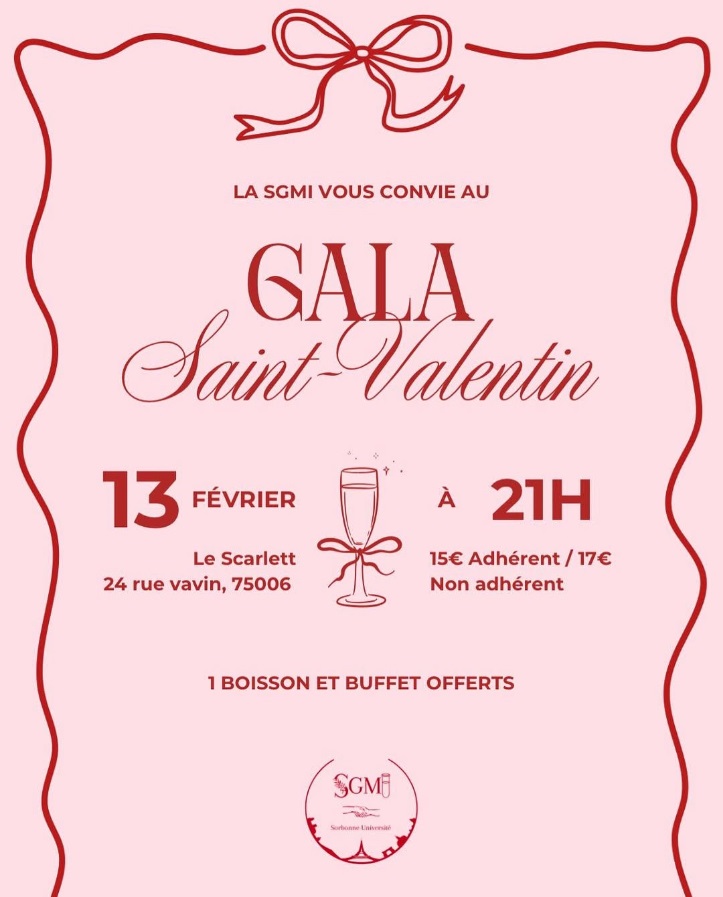 LA SGMI VOUS CONVIE AU
GALA
Saint-Valentin
13 FÉVRIER
À 21H
Le Scarlett
24 rue vavin, 75006
15€ Adhérent / 17€
Non adhérent
1 BOISSON ET BUFFET OFFERTS
SGMI
Sorbonne Université